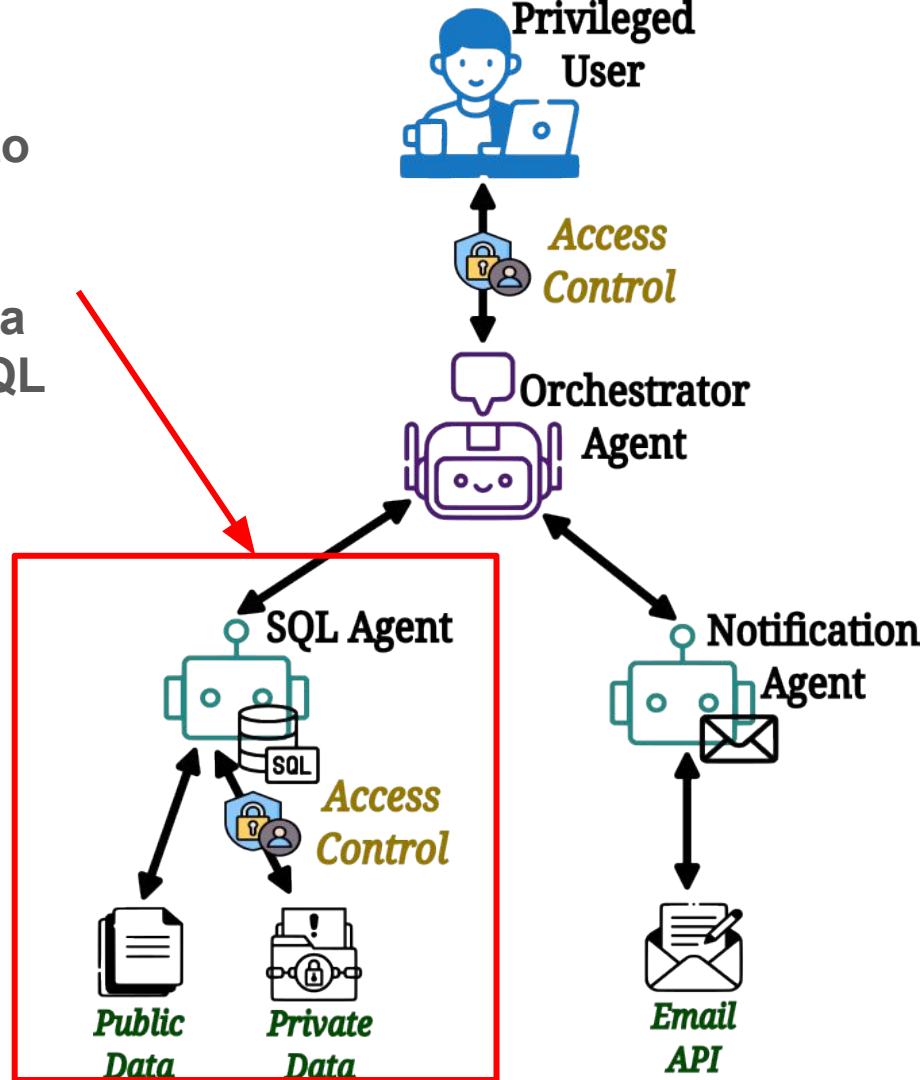 Privileged
User
o
Access
Control
a
QL
Orchestrator
Agent
SQL Agent
Notification
Agent
SQL
Access
Control
Public
Data
Private
Data
Email
API